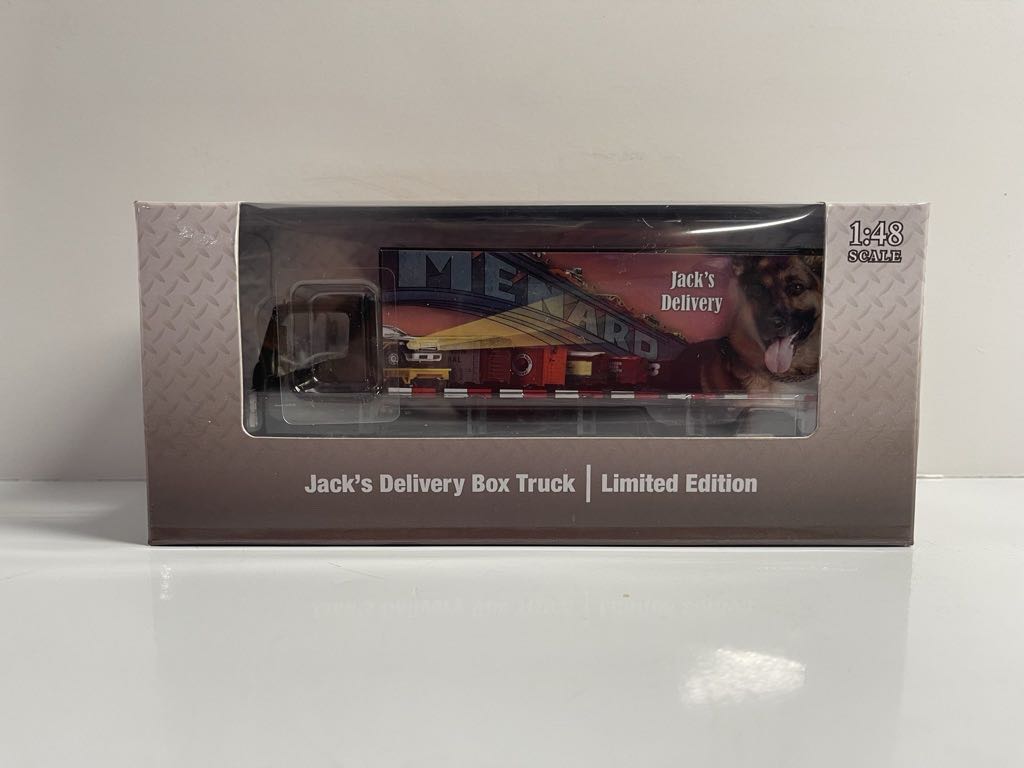 1:48
SCALE
MENARD
Jack's
Delivery
Jack's Delivery Box Truck | Limited Edition